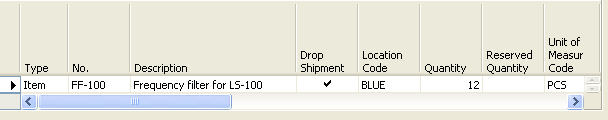 Type No. Description Drop Shipment Location Code Quantity Reserved Quantity Unit of Measur Code
Item FF-100 Frequency filter for LS-100 ✔ BLUE 12 PCS